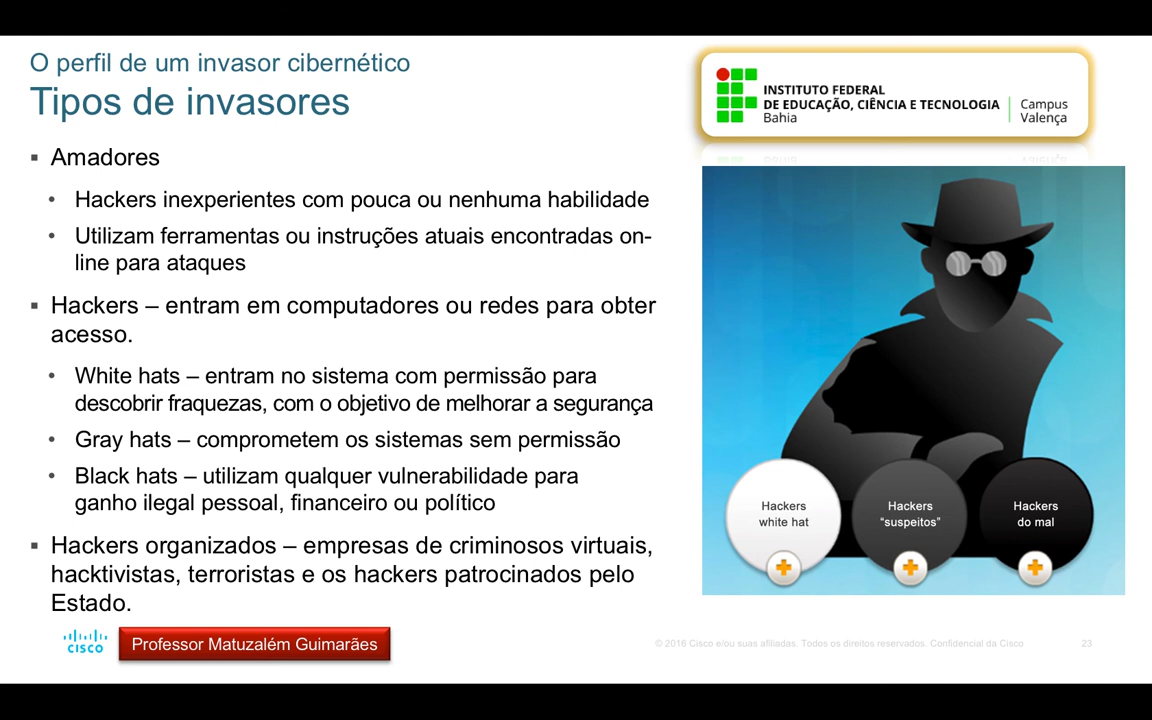 O perfil de um invasor cibernético
Tipos de invasores
INSTITUTO FEDERAL
DE EDUCAÇÃO, CIÊNCIA E TECNOLOGIA
Bahia
Campus
Valença
▪ Amadores
• Hackers inexperientes com pouca ou nenhuma habilidade
• Utilizam ferramentas ou instruções atuais encontradas on-
line para ataques
▪ Hackers – entram em computadores ou redes para obter
acesso.
• White hats – entram no sistema com permissão para
descobrir fraquezas, com o objetivo de melhorar a segurança
• Gray hats – comprometem os sistemas sem permissão
• Black hats – utilizam qualquer vulnerabilidade para
ganho ilegal pessoal, financeiro ou político
▪ Hackers organizados – empresas de criminosos virtuais,
hacktivistas, terroristas e os hackers patrocinados pelo
Estado.
Hackers
white hat
Hackers
“suspeitos”
Hackers
do mal
CISCO
Professor Matuzalém Guimarães
© 2016 Cisco e/ou suas afiliadas. Todos os direitos reservados. Confidencial da Cisco
23